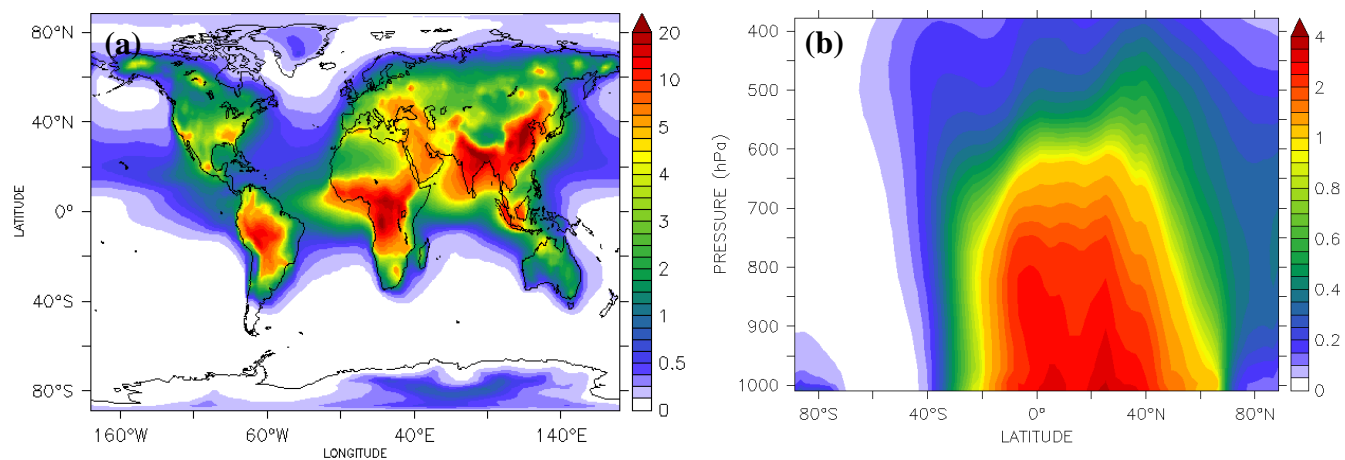 (a)
80°N
40°N
0°
40°S
80°S
LATITUDE
160°W 60°W 40°E 140°E
LONGITUDE
20
10
5
4
3
2
1
0.5
0
(b)
400
500
600
700
800
900
1000
PRESSURE (hPa)
80°S 40°S 0° 40°N 80°N
LATITUDE
4
2
1
0.8
0.6
0.4
0.2
0